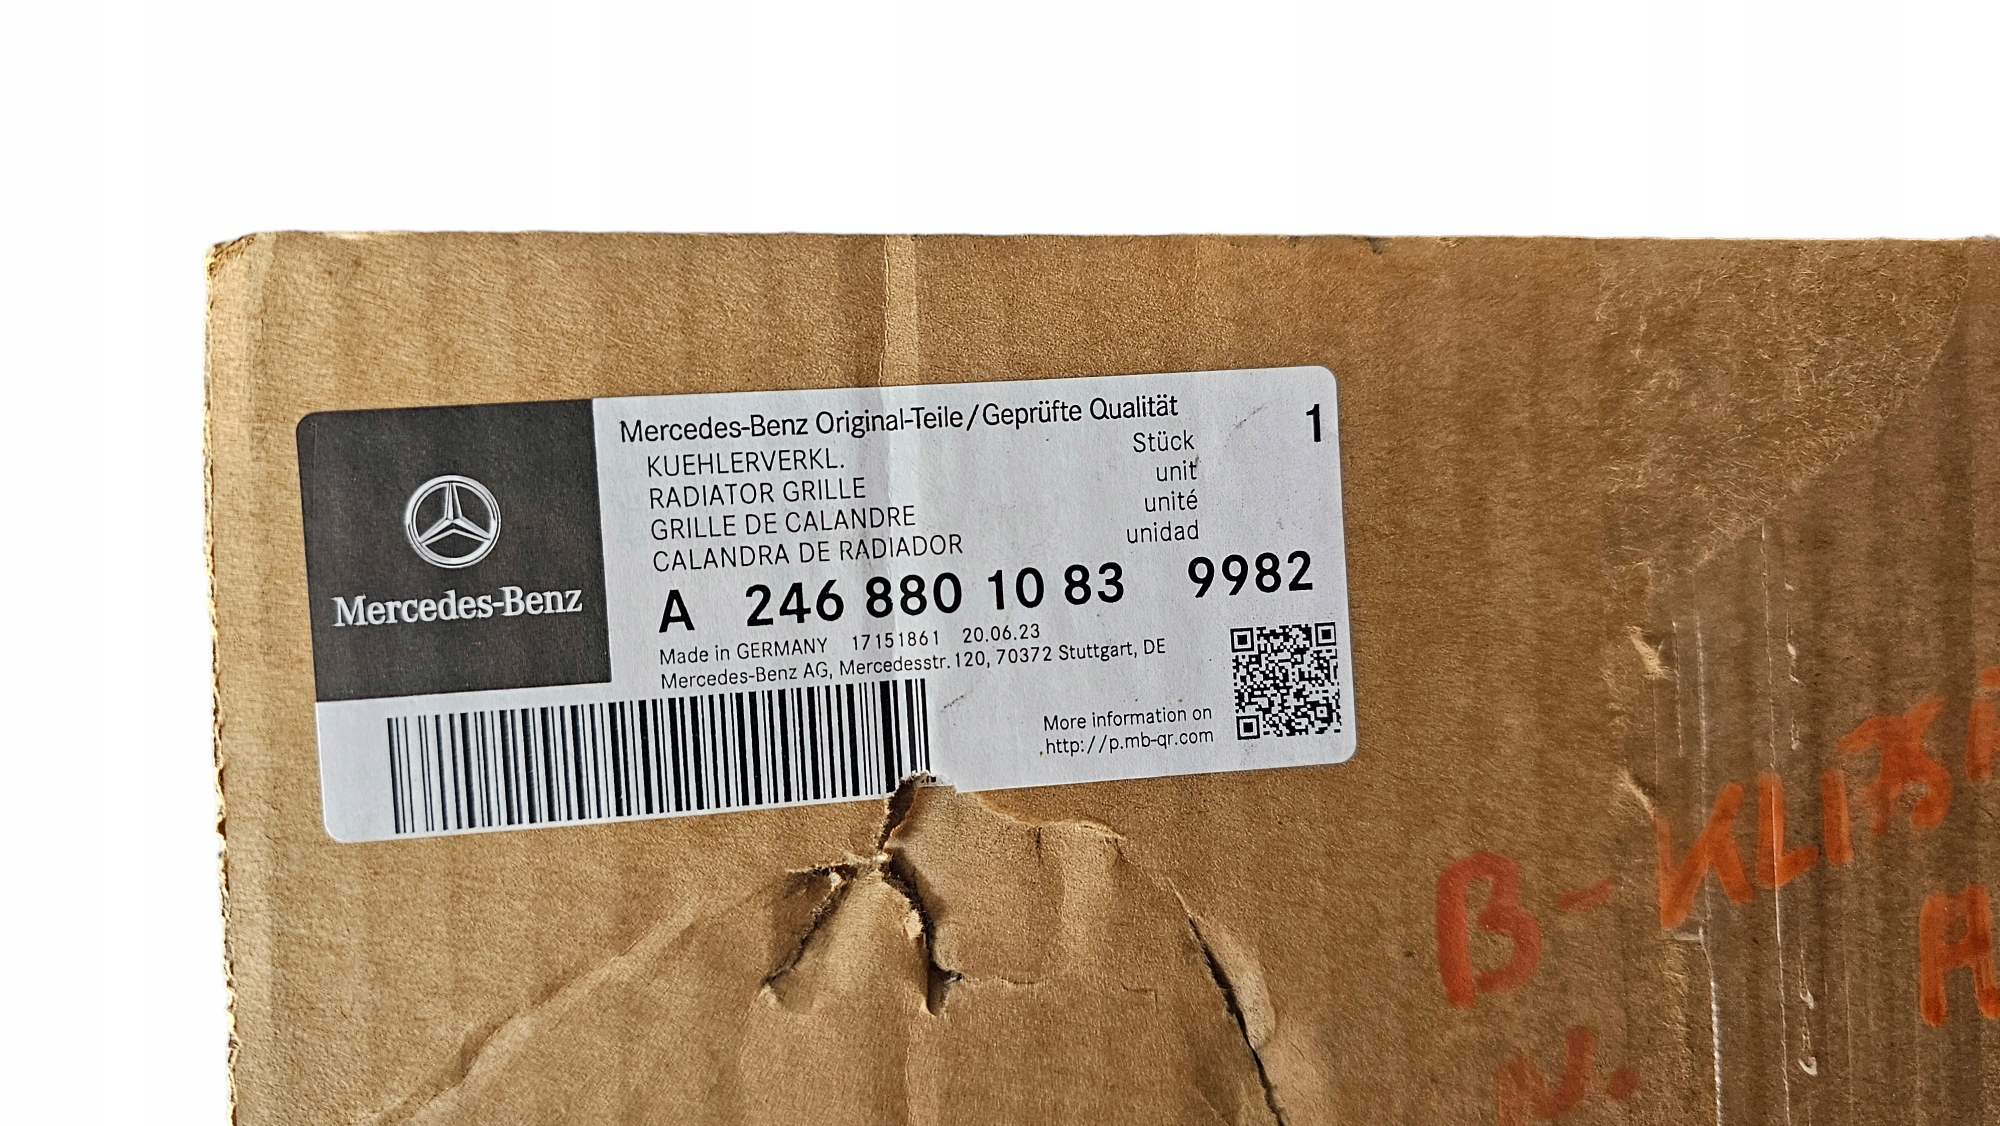 Mercedes-Benz
Mercedes-Benz Original-Teile/Geprüfte Qualität
KUEHLERVERKL.
RADIATOR GRILLE
GRILLE DE CALANDRE
CALANDRA DE RADIADOR
Stück 1
unit
unité
unidad
A 246 880 10 83 9982
Made in GERMANY 17151861 20.06.23
Mercedes-Benz AG, Mercedesstr. 120, 70372 Stuttgart, DE
More information on
http://p.mb-qr.com
B-
N.